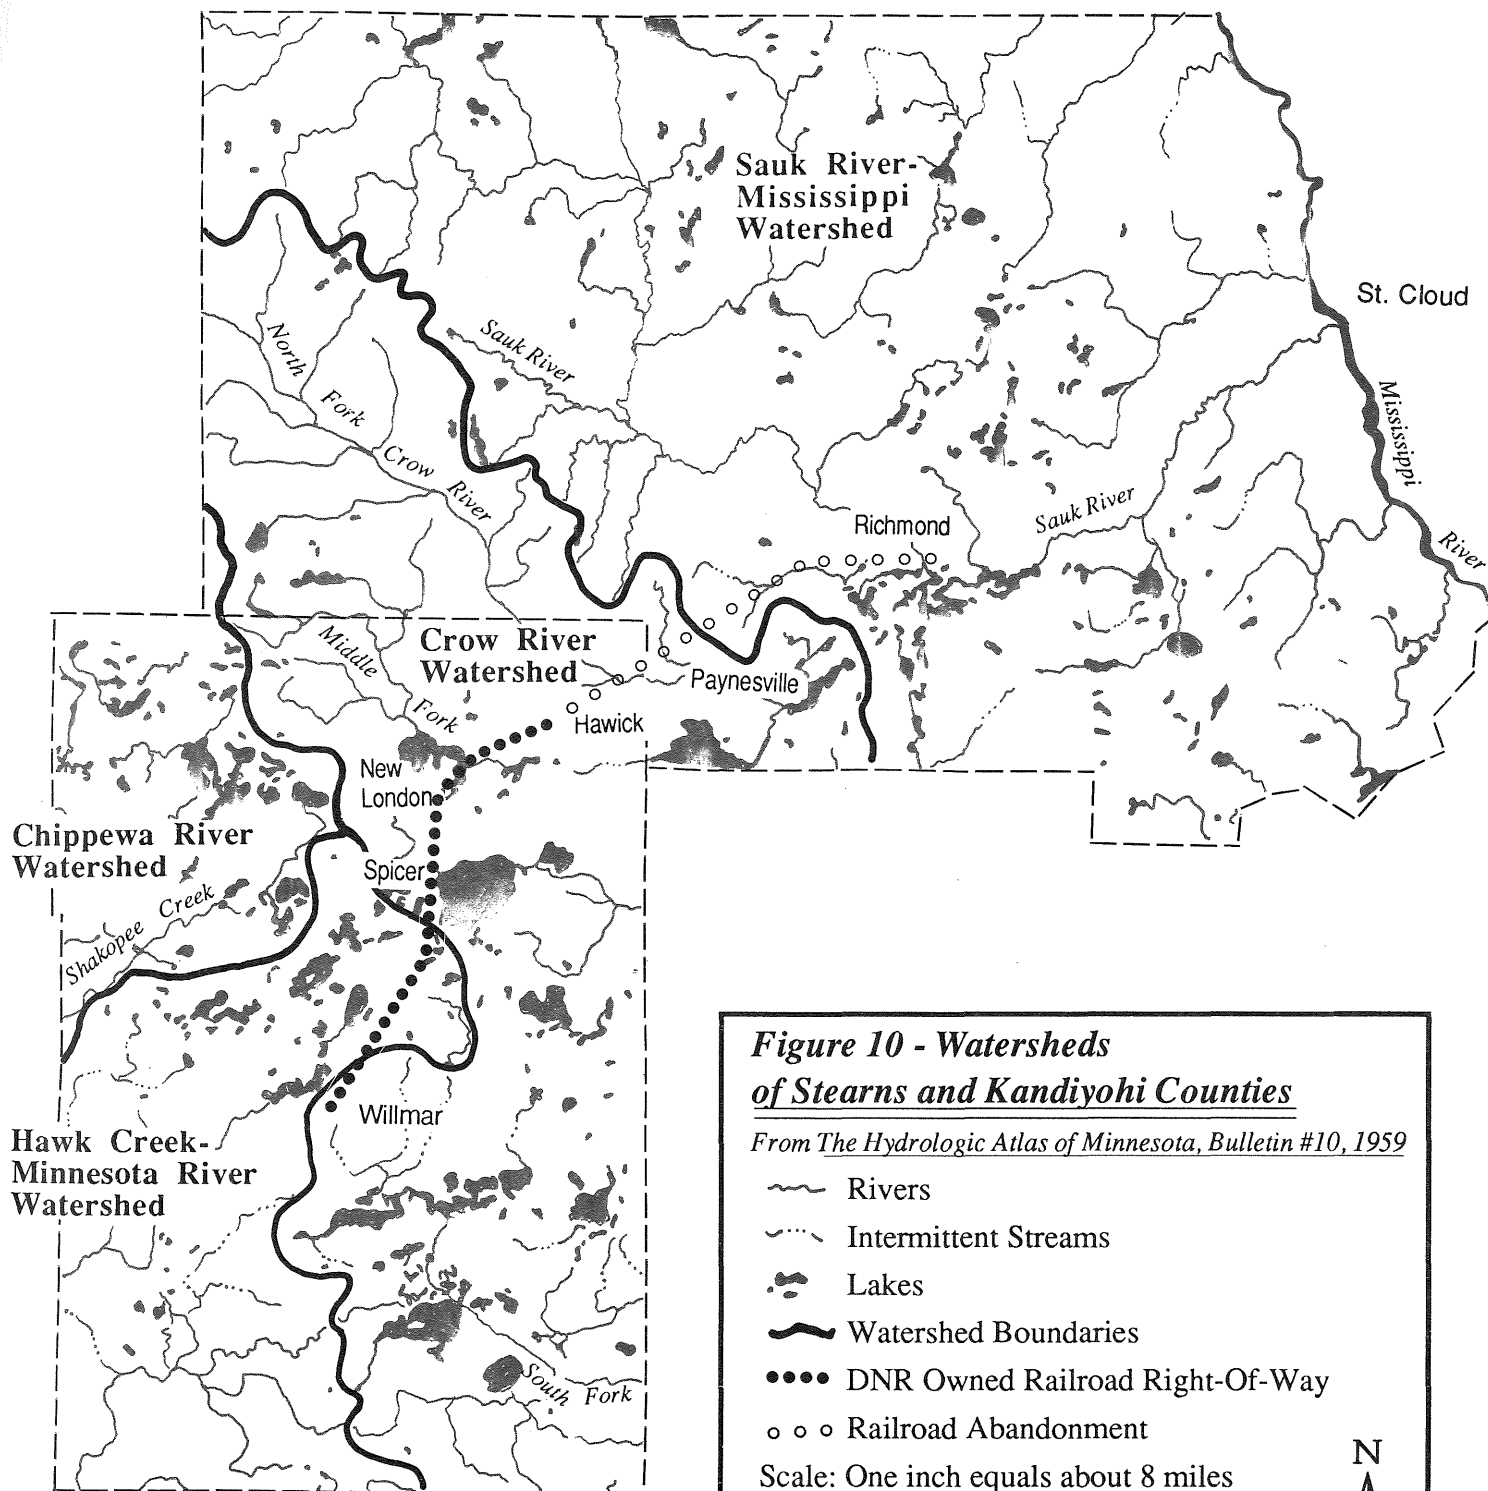 Sauk River-
Mississippi
Watershed
St. Cloud
North
Fork
Crow
River
Sauk River
Mississippi
River
Richmond
Sauk River
Middle
Fork
Crow River
Watershed
Paynesville
Hawick
New
London
Chippewa River
Watershed
Spicer
Shakopee Creek
Willmar
Hawk Creek-
Minnesota River
Watershed
South Fork
Figure 10 - Watersheds
of Stearns and Kandiyohi Counties
From The Hydrologic Atlas of Minnesota, Bulletin #10, 1959
Rivers
Intermittent Streams
Lakes
Watershed Boundaries
DNR Owned Railroad Right-Of-Way
Railroad Abandonment
N
Scale: One inch equals about 8 miles